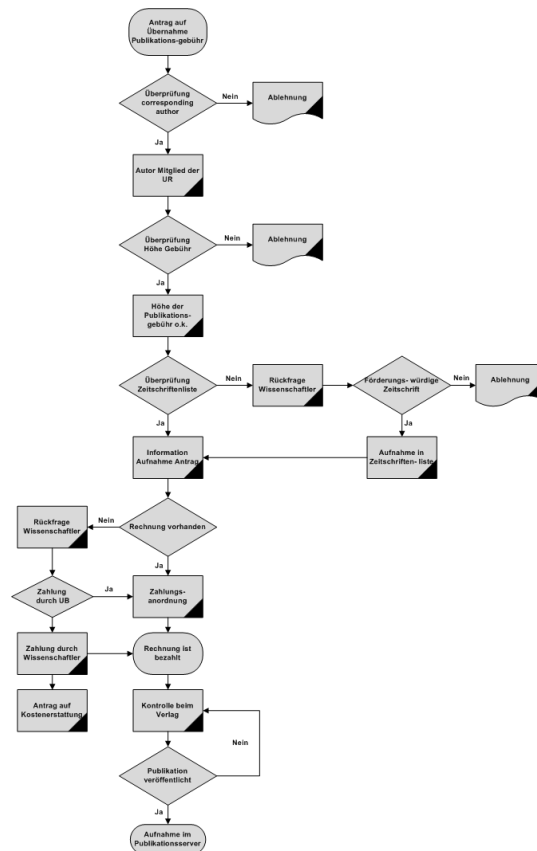 Antrag auf
Übernahme
Publikations-gebühr
Überprüfung
corresponding
author
Nein
Ablehnung
Ja
Autor Mitglied der
UR
Überprüfung
Höhe Gebühr
Nein
Ablehnung
Ja
Höhe der
Publikations-
gebühr o.k.
Überprüfung
Zeitschriftenliste
Nein
Rückfrage
Wissenschaftler
Förderungs- würdige
Zeitschrift
Nein
Ablehnung
Ja
Ja
Information
Aufnahme Antrag
Aufnahme in
Zeitschriften- liste
Rechnung vorhanden
Nein
Rückfrage
Wissenschaftler
Ja
Zahlung
durch UB
Ja
Zahlungs-
anordnung
Zahlung durch
Wissenschaftler
Rechnung ist
bezahlt
Antrag auf
Kostenerstattung
Kontrolle beim
Verlag
Nein
Publikation
veröffentlicht
Ja
Aufnahme im
Publikationsserver